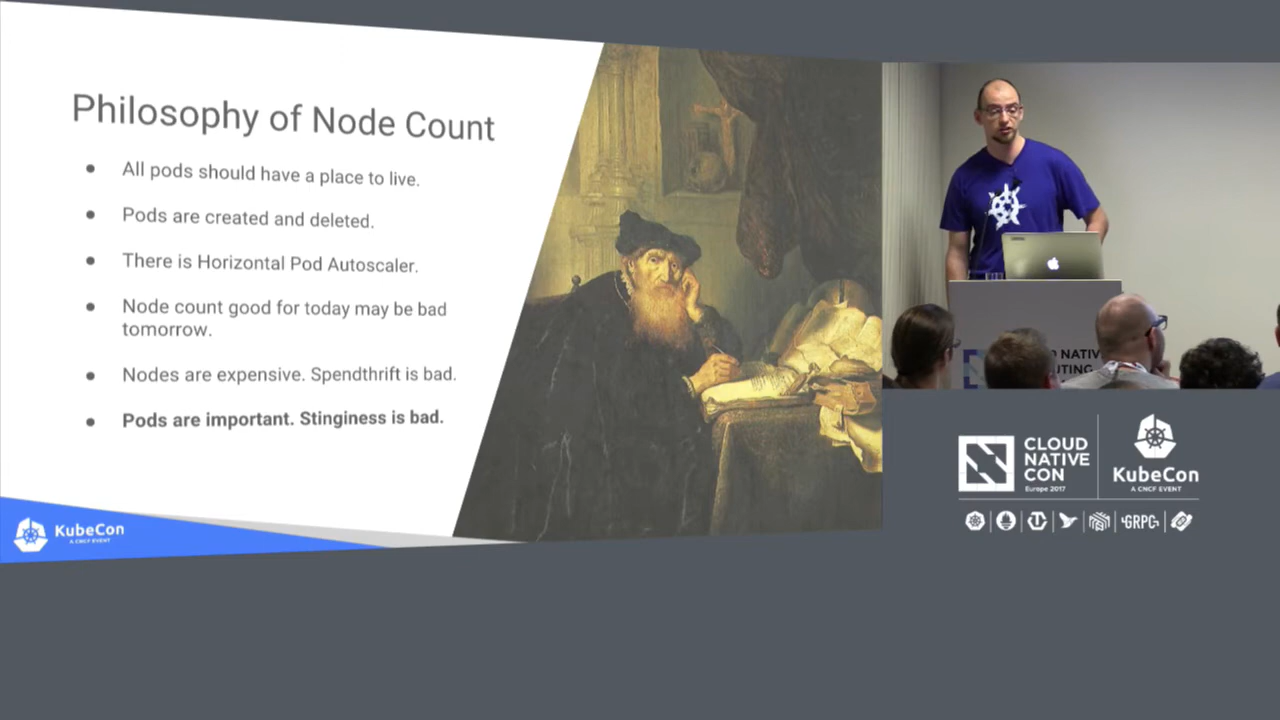 Philosophy of Node Count
All pods should have a place to live.
Pods are created and deleted.
There is Horizontal Pod Autoscaler.
Node count good for today may be bad
tomorrow.
Nodes are expensive. Spendthrift is bad.
Pods are important. Stinginess is bad.
KubeCon
A CNCF EVENT
D NATIV
UTING
CLOUD
NATIVE
CON
Europe 2017
KubeCon
A CNCF EVENT
GRPC